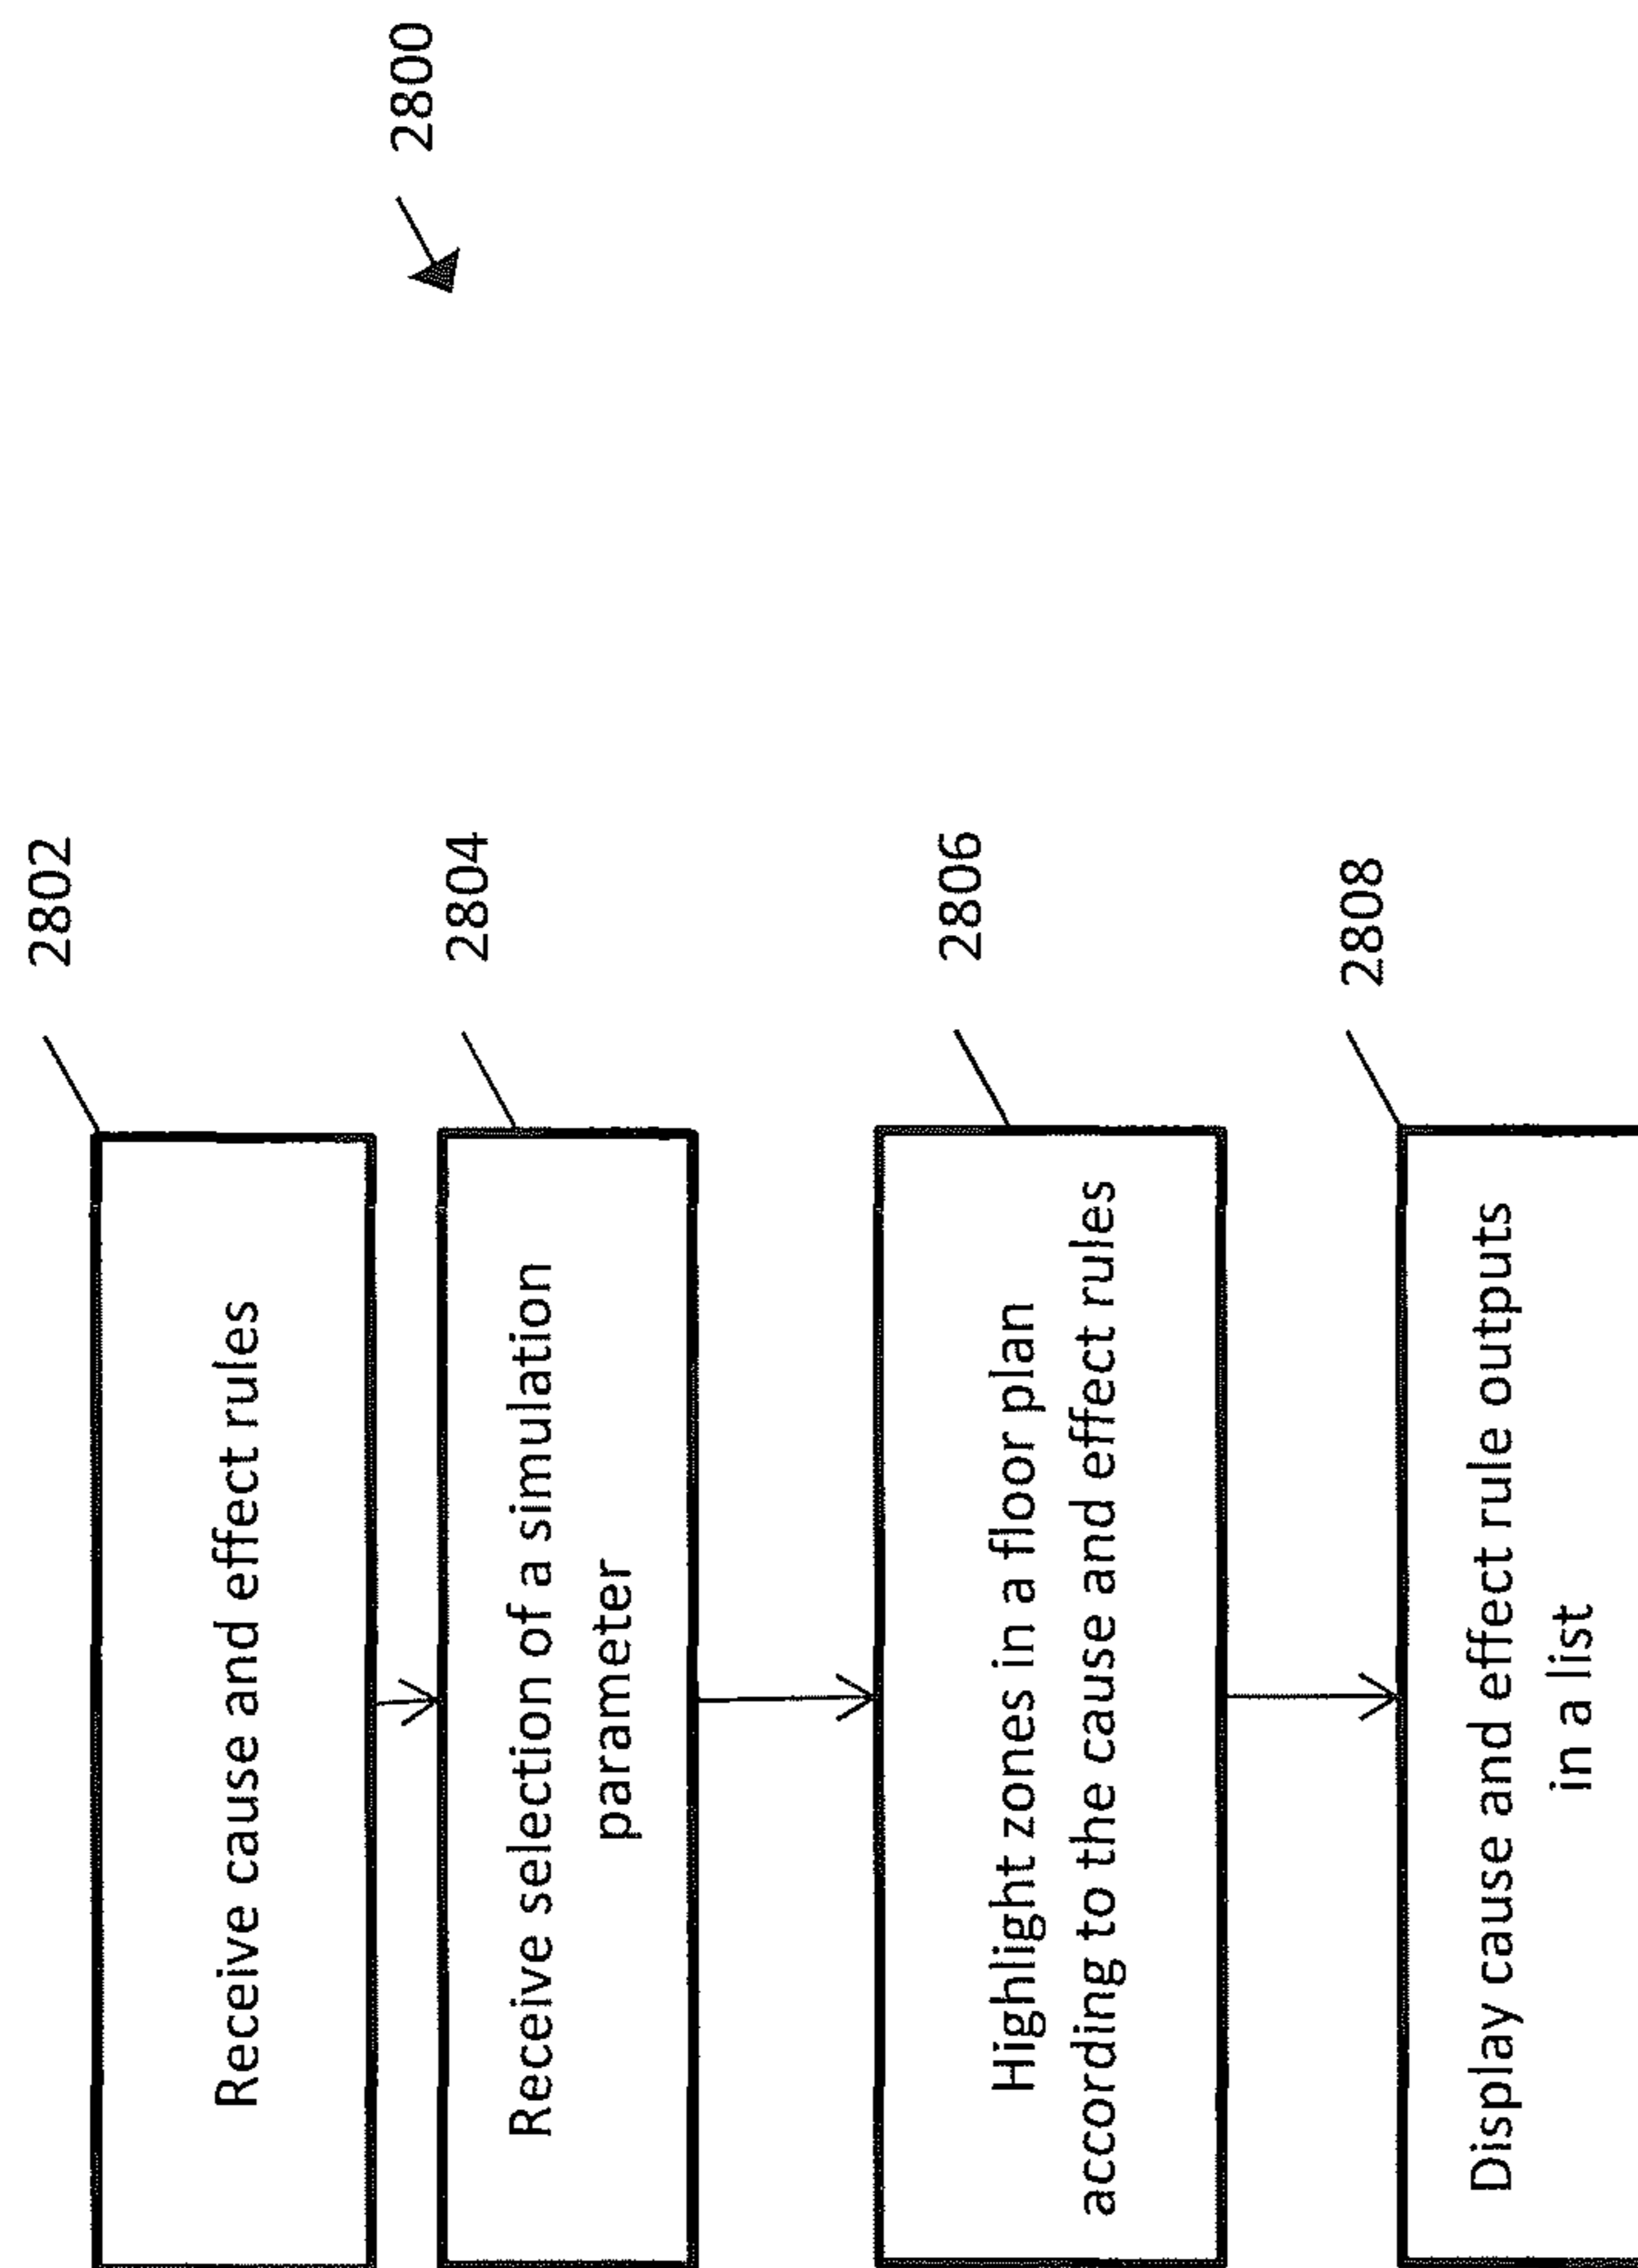 2800
2802
Receive cause and effect rules
2804
Receive selection of a simulation
parameter
2806
Highlight zones in a floor plan
according to the cause and effect rules
2808
Display cause and effect rule outputs
in a list